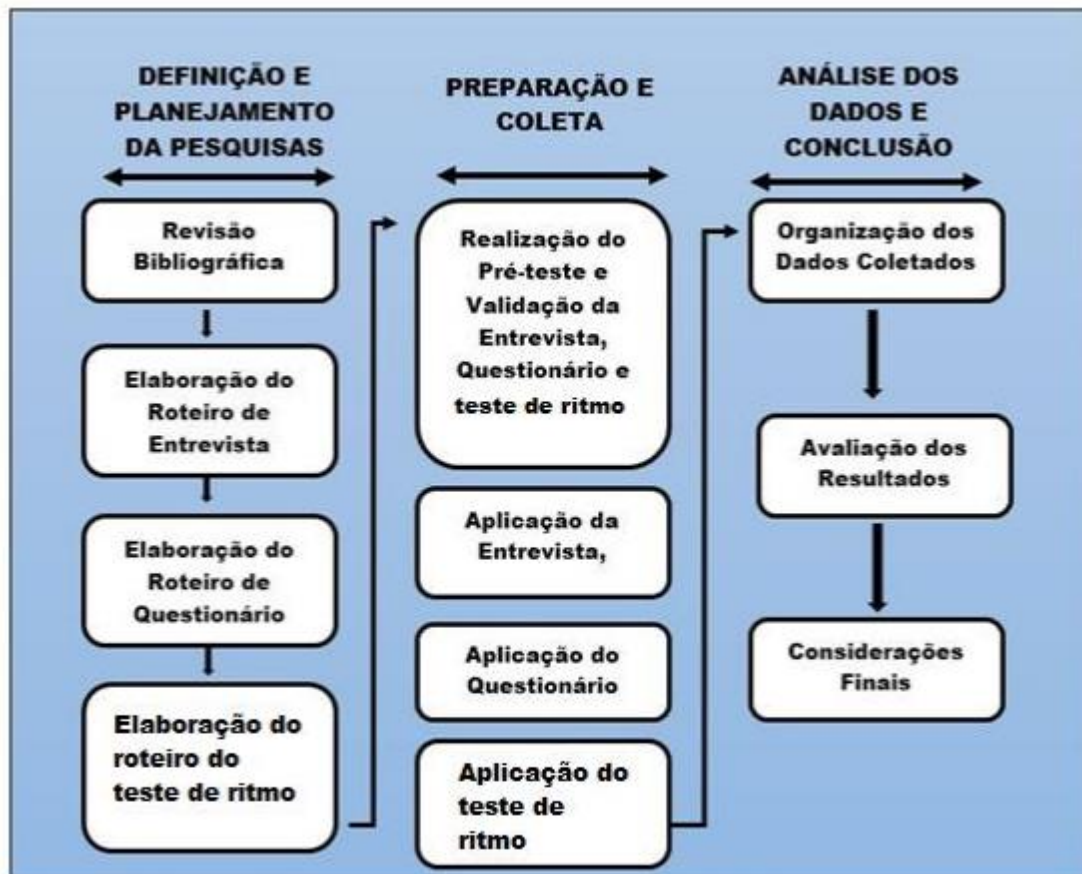 DEFINIÇÃO E
PLANEJAMENTO
DA PESQUISAS
Revisão
Bibliográfica
Elaboração do
Roteiro de
Entrevista
Elaboração do
Roteiro de
Questionário
Elaboração do
roteiro do
teste de ritmo
PREPARAÇÃO E
COLETA
Realização do
Pré-teste e
Validação da
Entrevista,
Questionário e
teste de ritmo
Aplicação da
Entrevista,
Aplicação do
Questionário
Aplicação do
teste de
ritmo
ANÁLISE DOS
DADOS E
CONCLUSÃO
Organização dos
Dados Coletados
Avaliação dos
Resultados
Considerações
Finais